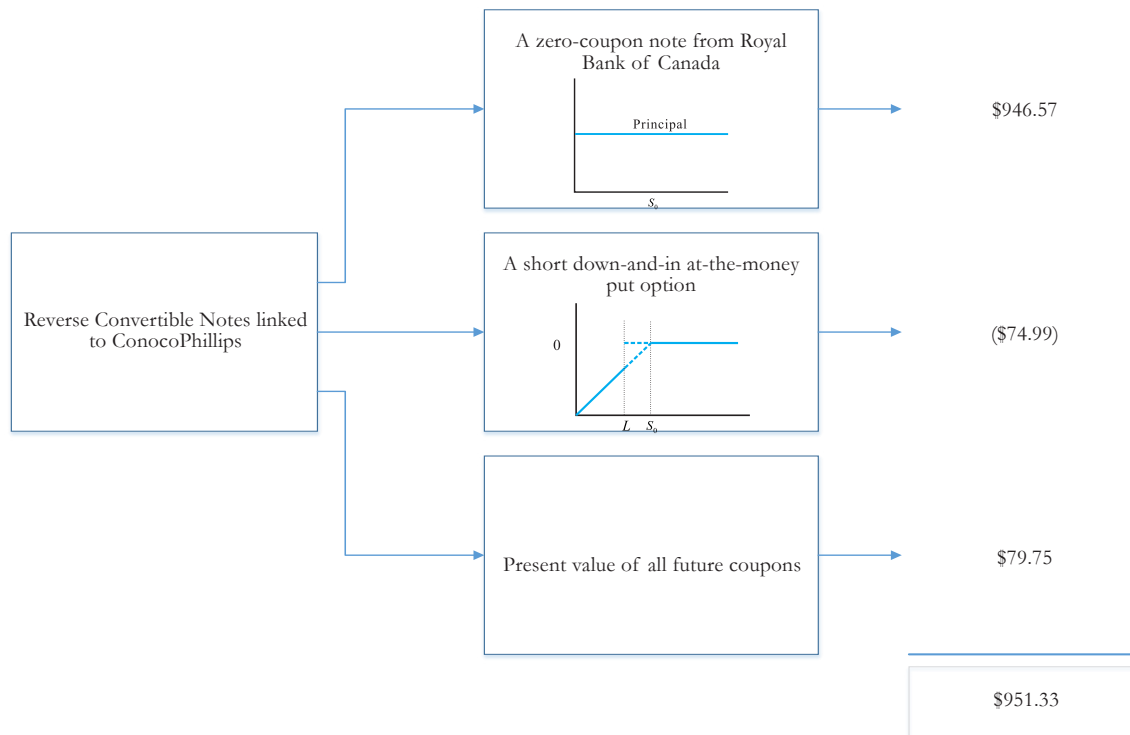 A zero-coupon note from Royal
Bank of Canada
Principal
S₀
$946.57
Reverse Convertible Notes linked
to ConocoPhillips
A short down-and-in at-the-money
put option
0
L S₀
($74.99)
Present value of all future coupons
$79.75
$951.33